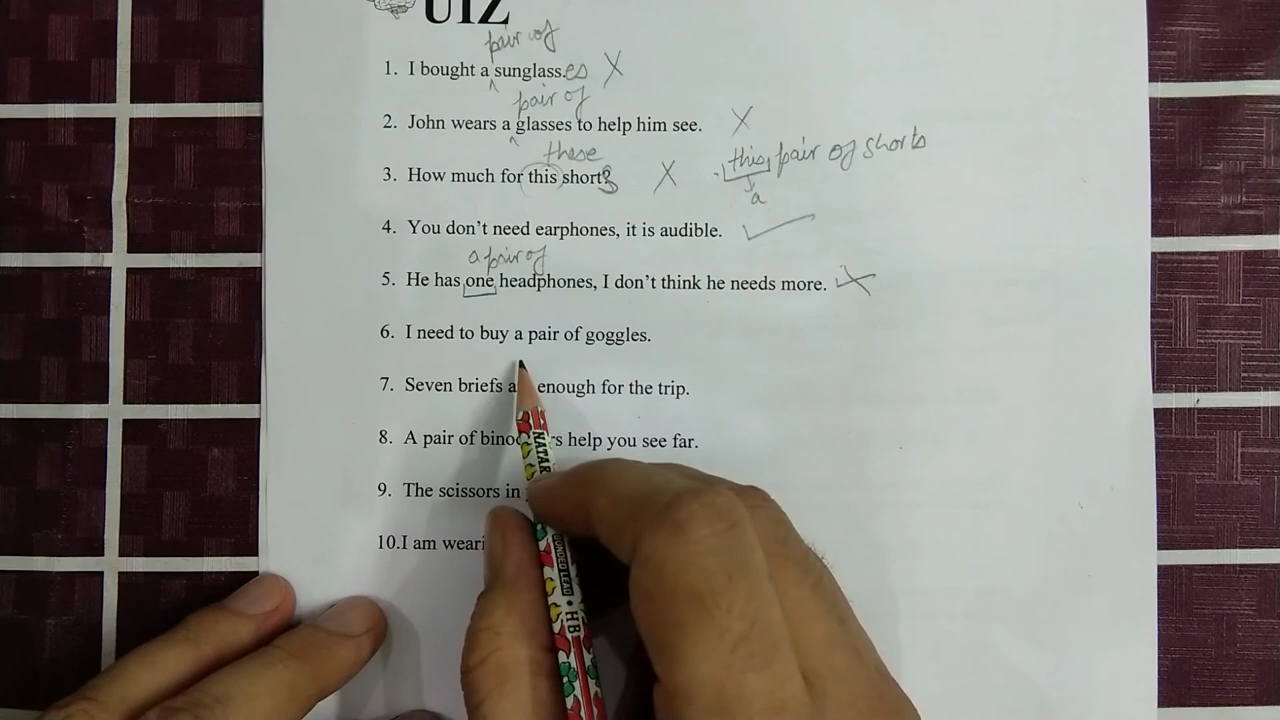 UIZ
pair of
1. I bought a ^ sunglass.es X
pair of
2. John wears a ^ glasses to help him see. X
these
3. How much for this shorts X this pair of shorts
a
4. You don't need earphones, it is audible. ✓
a pair of
5. He has one headphones, I don't think he needs more. X
6. I need to buy a pair of goggles.
7. Seven briefs enough for the trip.
8. A pair of help you see far.
9. The scissors in
10.I am
NATAR
BONDED LEAD • HB